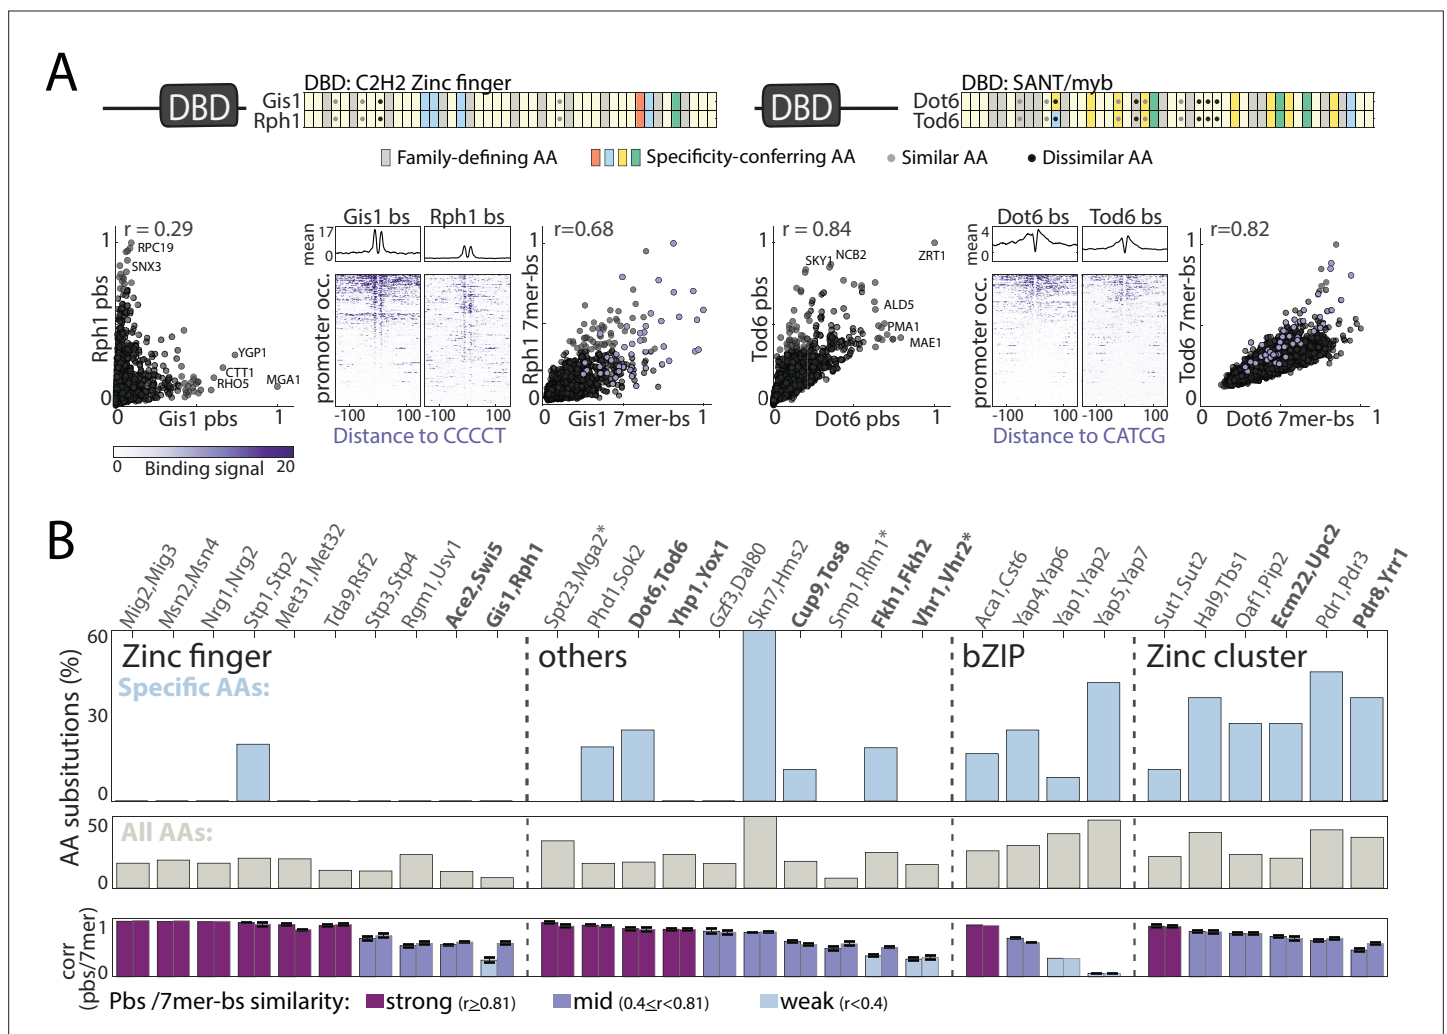 A
DBD: C2H2 Zinc finger
DBD
Gis1
Rph1
DBD: SANT/myb
DBD
Dot6
Tod6
Family-defining AA
Specificity-conferring AA
Similar AA
Dissimilar AA
r = 0.29
1
RPC19
SNX3
YGP1
CTT1
RHO5
MGA1
Rph1 pbs
0
0
Gis1 pbs
1
0 Binding signal 20
Gis1 bs
Rph1 bs
mean
17
0
promoter occ.
-100 100 -100 100
Distance to CCCCT
r=0.68
1
Rph1 7mer-bs
0
0
Gis1 7mer-bs
1
r = 0.84
1
SKY1
NCB2
ZRT1
ALD5
PMA1
MAE1
Tod6 pbs
0
0
Dot6 pbs
1
Dot6 bs
Tod6 bs
mean
4
0
promoter occ.
-100 100 -100 100
Distance to CATCG
r=0.82
1
Tod6 7mer-bs
0
0
Dot6 7mer-bs
1
B
Mig2,Mig3
Msn2,Msn4
Nrg1,Nrg2
Stp1,Stp2
Met31,Met32
Tda9,Rsf2
Stp3,Stp4
Rgm1,Usv1
Ace2,Swi5
Gis1,Rph1
Spt23,Mga2*
Phd1,Sok2
Dot6,Tod6
Yhp1,Yox1
Gzf3,Dal80
Skn7,Hms2
Cup9,Tos8
Smp1,Rlm1*
Fkh1,Fkh2
Vhr1,Vhr2*
Aca1,Cst6
Yap4,Yap6
Yap1,Yap2
Yap5,Yap7
Sut1,Sut2
Hal9,Tbs1
Oaf1,Pip2
Ecm22,Upc2
Pdr1,Pdr3
Pdr8,Yrr1
Zinc finger
others
bZIP
Zinc cluster
Specific AAs:
60
30
0
AA subsitutions (%)
All AAs:
50
0
corr
(pbs/7mer)
1
0
Pbs /7mer-bs similarity: strong (r≥0.81) mid (0.4≤r<0.81) weak (r<0.4)